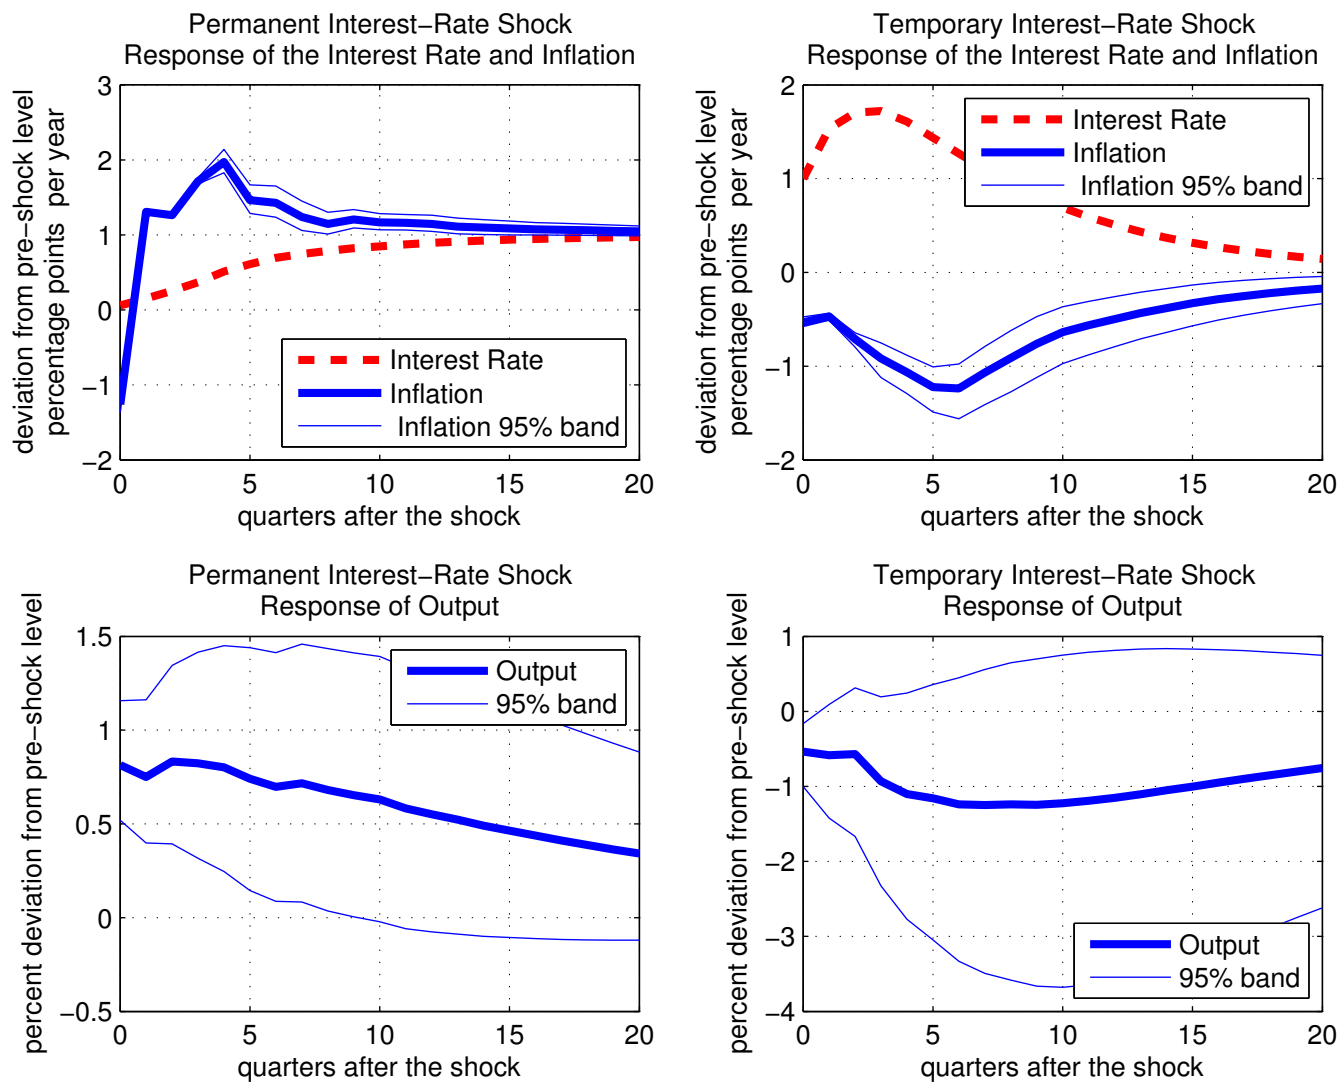 Permanent Interest−Rate Shock
Response of the Interest Rate and Inflation
deviation from pre−shock level
percentage points  per year
3
2
1
0
−1
−2
Interest Rate
Inflation
Inflation 95% band
0 5 10 15 20
quarters after the shock
Temporary Interest−Rate Shock
Response of the Interest Rate and Inflation
deviation from pre−shock level
percentage points  per year
2
1
0
−1
−2
Interest Rate
Inflation
Inflation 95% band
0 5 10 15 20
quarters after the shock
Permanent Interest−Rate Shock
Response of Output
percent deviation from pre−shock level
1.5
1
0.5
0
−0.5
Output
95% band
0 5 10 15 20
quarters after the shock
Temporary Interest−Rate Shock
Response of Output
percent deviation from pre−shock level
1
0
−1
−2
−3
−4
Output
95% band
0 5 10 15 20
quarters after the shock